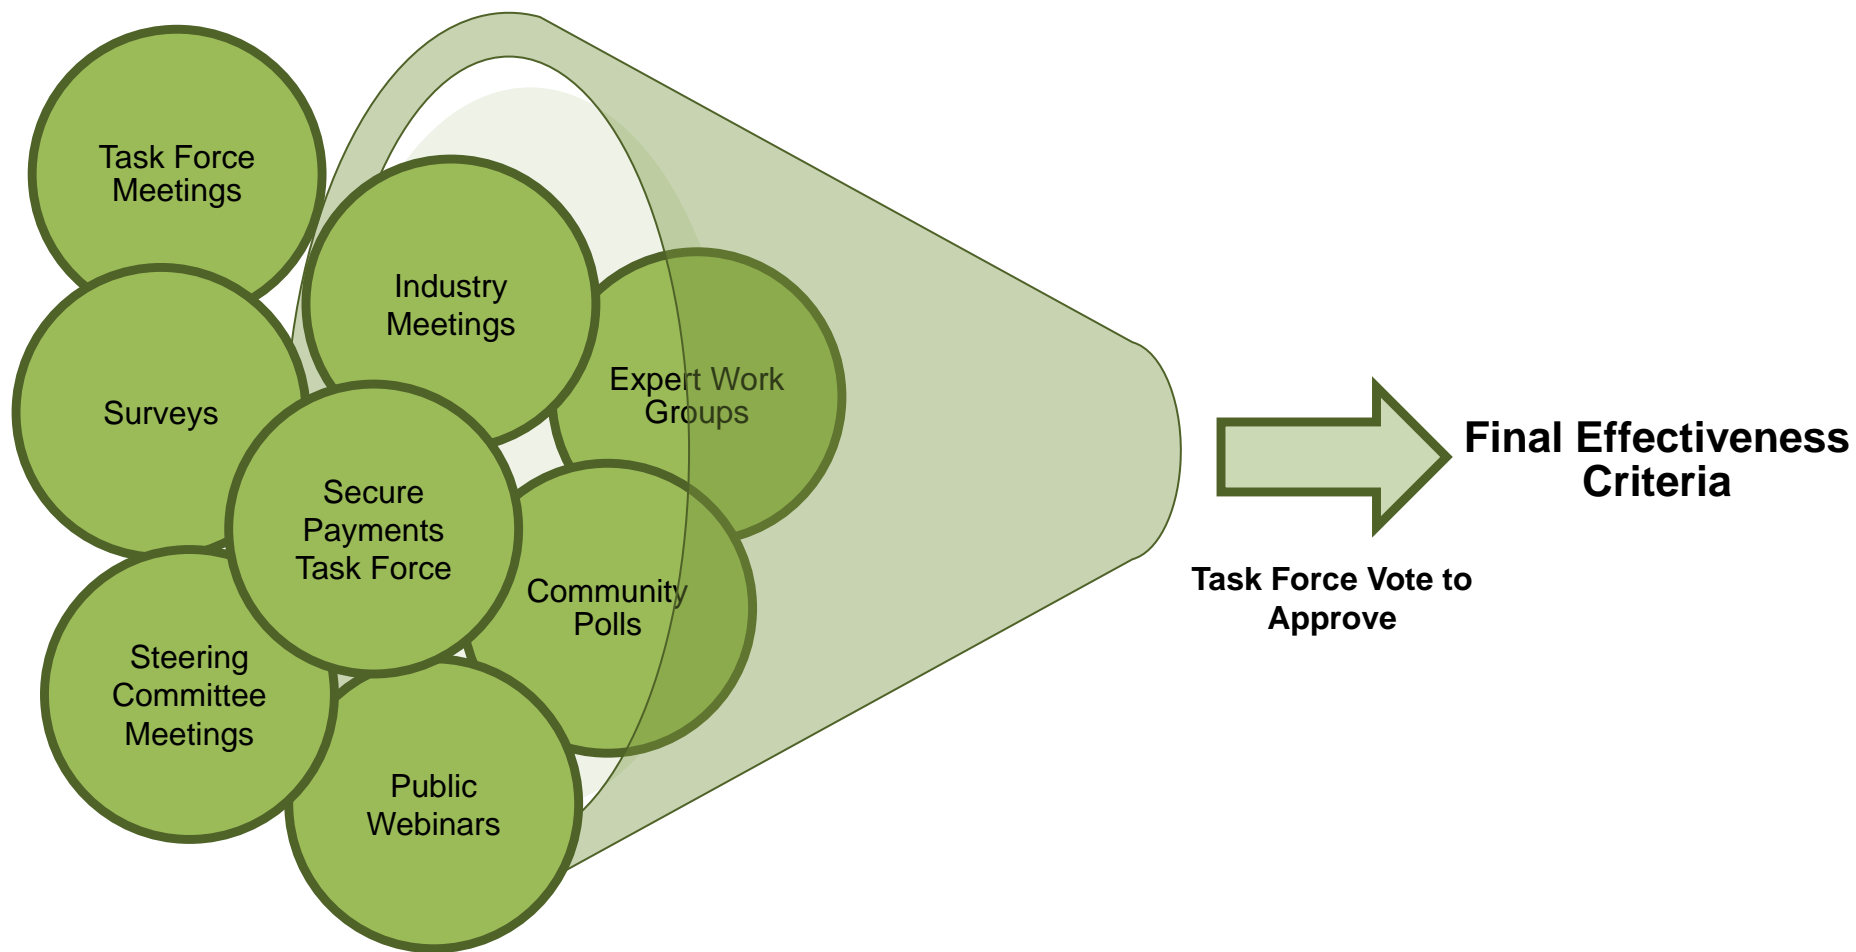 Task Force
Meetings
Industry
Meetings
Expert Work
Groups
Surveys
Secure
Payments
Task Force
Community
Polls
Steering
Committee
Meetings
Public
Webinars
Final Effectiveness
Criteria
Task Force Vote to
Approve